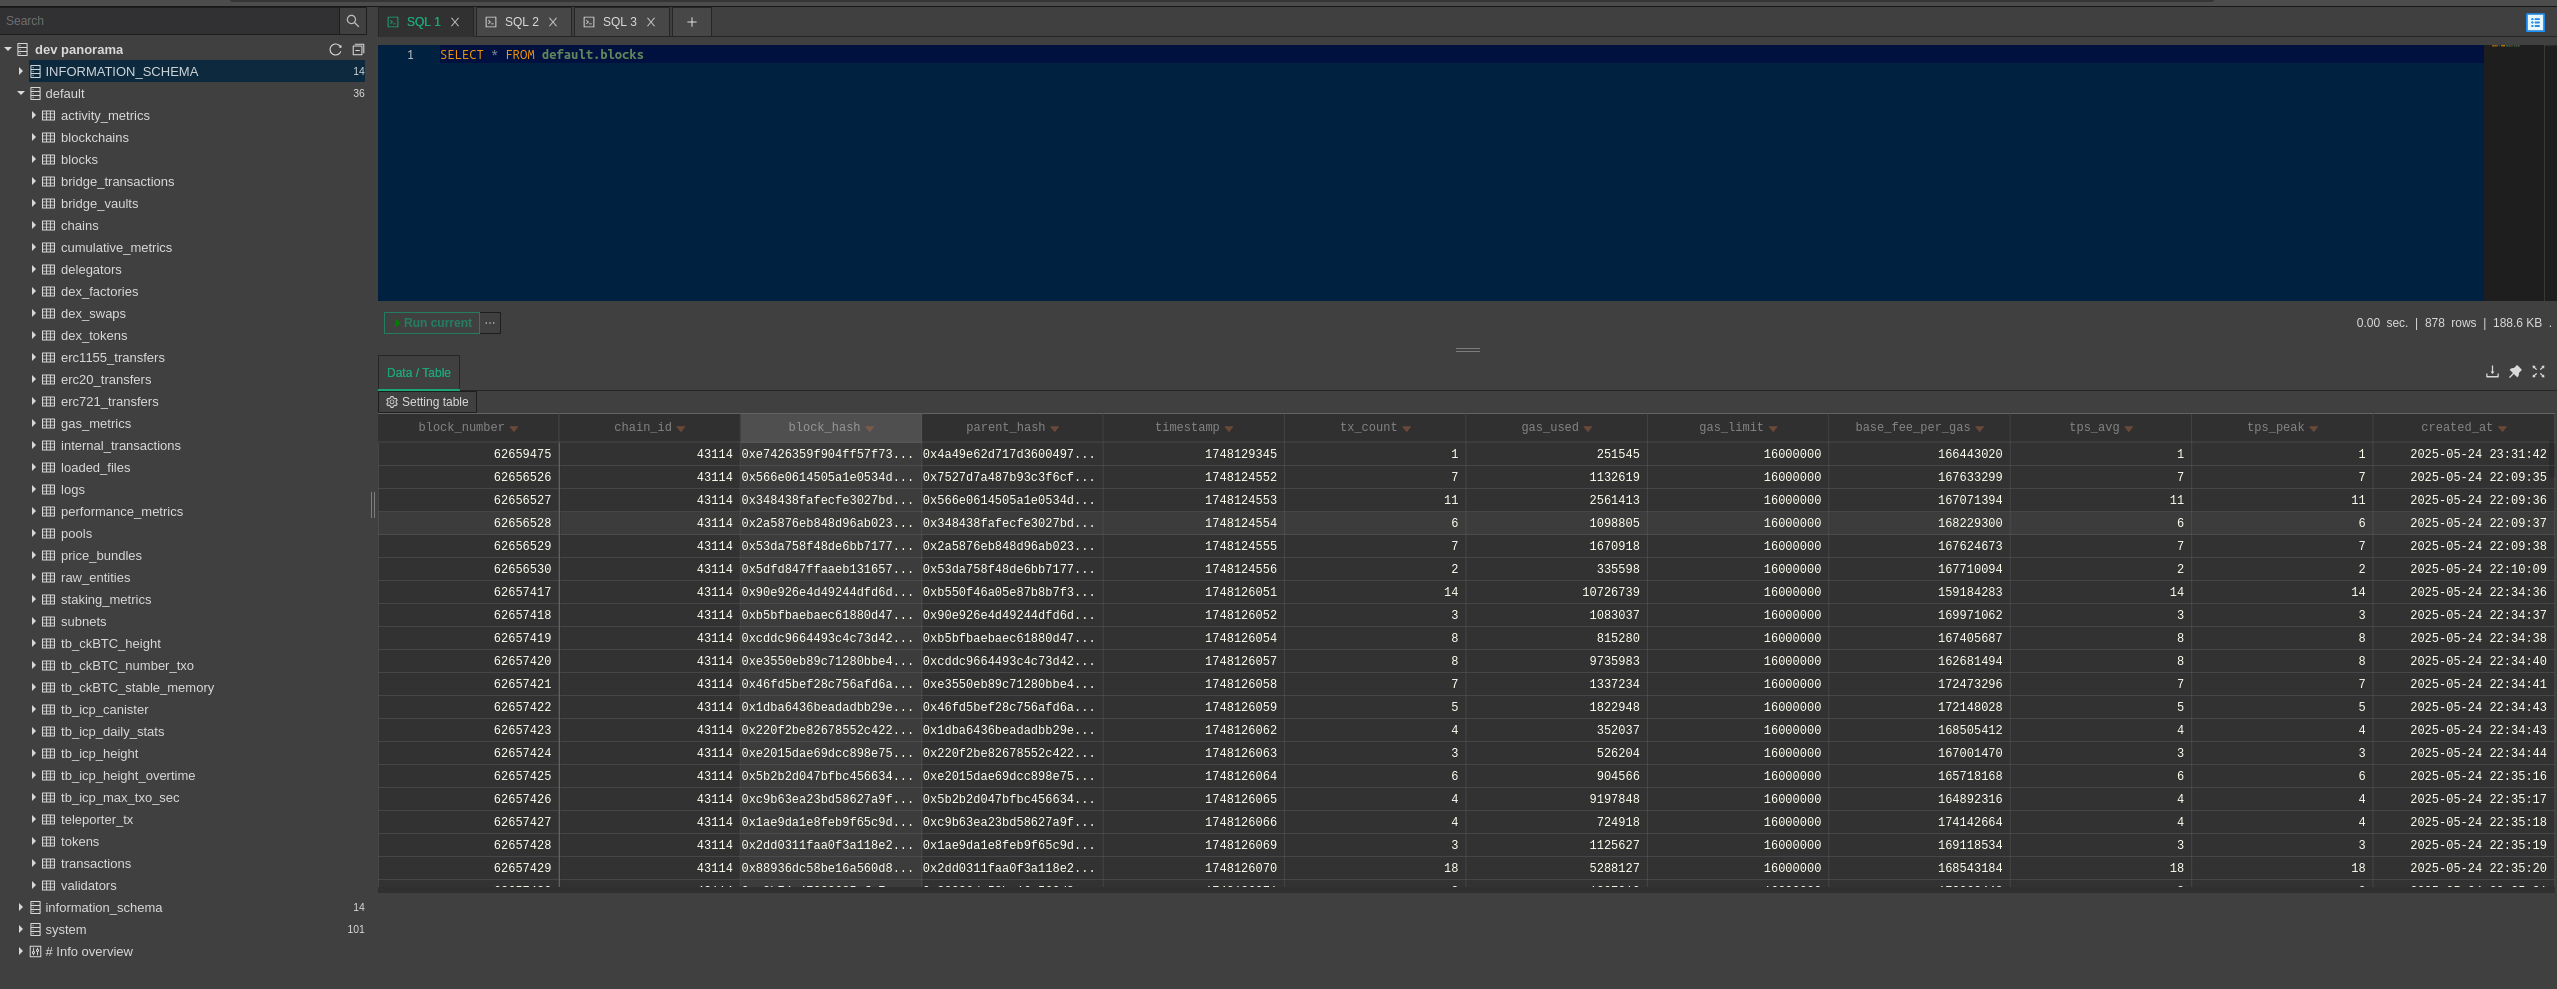 Search
dev panorama
INFORMATION_SCHEMA 14
default 36
activity_metrics
blockchains
blocks
bridge_transactions
bridge_vaults
chains
cumulative_metrics
delegators
dex_factories
dex_swaps
dex_tokens
erc1155_transfers
erc20_transfers
erc721_transfers
gas_metrics
internal_transactions
loaded_files
logs
performance_metrics
pools
price_bundles
raw_entities
staking_metrics
subnets
tb_ckBTC_height
tb_ckBTC_number_txo
tb_ckBTC_stable_memory
tb_icp_canister
tb_icp_daily_stats
tb_icp_height
tb_icp_height_overtime
tb_icp_max_txo_sec
teleporter_tx
tokens
transactions
validators
information_schema 14
system 101
# Info overview
SQL 1 SQL 2 SQL 3
1 SELECT * FROM default.blocks
Run current ...
0.00 sec. | 878 rows | 188.6 KB .
Data / Table
Setting table
block_number chain_id block_hash parent_hash timestamp tx_count gas_used gas_limit base_fee_per_gas tps_avg tps_peak created_at
62659475 43114 0xe7426359f904ff57f73... 0x4a49e62d717d3600497... 1748129345 1 251545 16000000 166443020 1 1 2025-05-24 23:31:42
62656526 43114 0x566e0614505a1e0534d... 0x7527d7a487b93c3f6cf... 1748124552 7 1132619 16000000 167633299 7 7 2025-05-24 22:09:35
62656527 43114 0x348438fafecfe3027bd... 0x566e0614505a1e0534d... 1748124553 11 2561413 16000000 167071394 11 11 2025-05-24 22:09:36
62656528 43114 0x2a5876eb848d96ab023... 0x348438fafecfe3027bd... 1748124554 6 1098805 16000000 168229300 6 6 2025-05-24 22:09:37
62656529 43114 0x53da758f48de6bb7177... 0x2a5876eb848d96ab023... 1748124555 7 1670918 16000000 167624673 7 7 2025-05-24 22:09:38
62656530 43114 0x5dfd847ffaaeb131657... 0x53da758f48de6bb7177... 1748124556 2 335598 16000000 167710094 2 2 2025-05-24 22:10:09
62657417 43114 0x90e926e4d49244dfd6d... 0xb550f46a05e87b8b7f3... 1748126051 14 10726739 16000000 159184283 14 14 2025-05-24 22:34:36
62657418 43114 0xb5bfbaebaec61880d47... 0x90e926e4d49244dfd6d... 1748126052 3 1083037 16000000 169971062 3 3 2025-05-24 22:34:37
62657419 43114 0xcddc9664493c4c73d42... 0xb5bfbaebaec61880d47... 1748126054 8 815280 16000000 167405687 8 8 2025-05-24 22:34:38
62657420 43114 0xe3550eb89c71280bbe4... 0xcddc9664493c4c73d42... 1748126057 8 9735983 16000000 162681494 8 8 2025-05-24 22:34:40
62657421 43114 0x46fd5bef28c756afd6a... 0xe3550eb89c71280bbe4... 1748126058 7 1337234 16000000 172473296 7 7 2025-05-24 22:34:41
62657422 43114 0x1dba6436beadadbb29e... 0x46fd5bef28c756afd6a... 1748126059 5 1822948 16000000 172148028 5 5 2025-05-24 22:34:43
62657423 43114 0x220f2be82678552c422... 0x1dba6436beadadbb29e... 1748126062 4 352037 16000000 168505412 4 4 2025-05-24 22:34:43
62657424 43114 0xe2015dae69dcc898e75... 0x220f2be82678552c422... 1748126063 3 526204 16000000 167001470 3 3 2025-05-24 22:34:44
62657425 43114 0x5b2b2d047bfbc456634... 0xe2015dae69dcc898e75... 1748126064 6 904566 16000000 165718168 6 6 2025-05-24 22:35:16
62657426 43114 0xc9b63ea23bd58627a9f... 0x5b2b2d047bfbc456634... 1748126065 4 9197848 16000000 164892316 4 4 2025-05-24 22:35:17
62657427 43114 0x1ae9da1e8feb9f65c9d... 0xc9b63ea23bd58627a9f... 1748126066 4 724918 16000000 174142664 4 4 2025-05-24 22:35:18
62657428 43114 0x2dd0311faa0f3a118e2... 0x1ae9da1e8feb9f65c9d... 1748126069 3 1125627 16000000 169118534 3 3 2025-05-24 22:35:19
62657429 43114 0x88936dc58be16a560d8... 0x2dd0311faa0f3a118e2... 1748126070 18 5288127 16000000 168543184 18 18 2025-05-24 22:35:20